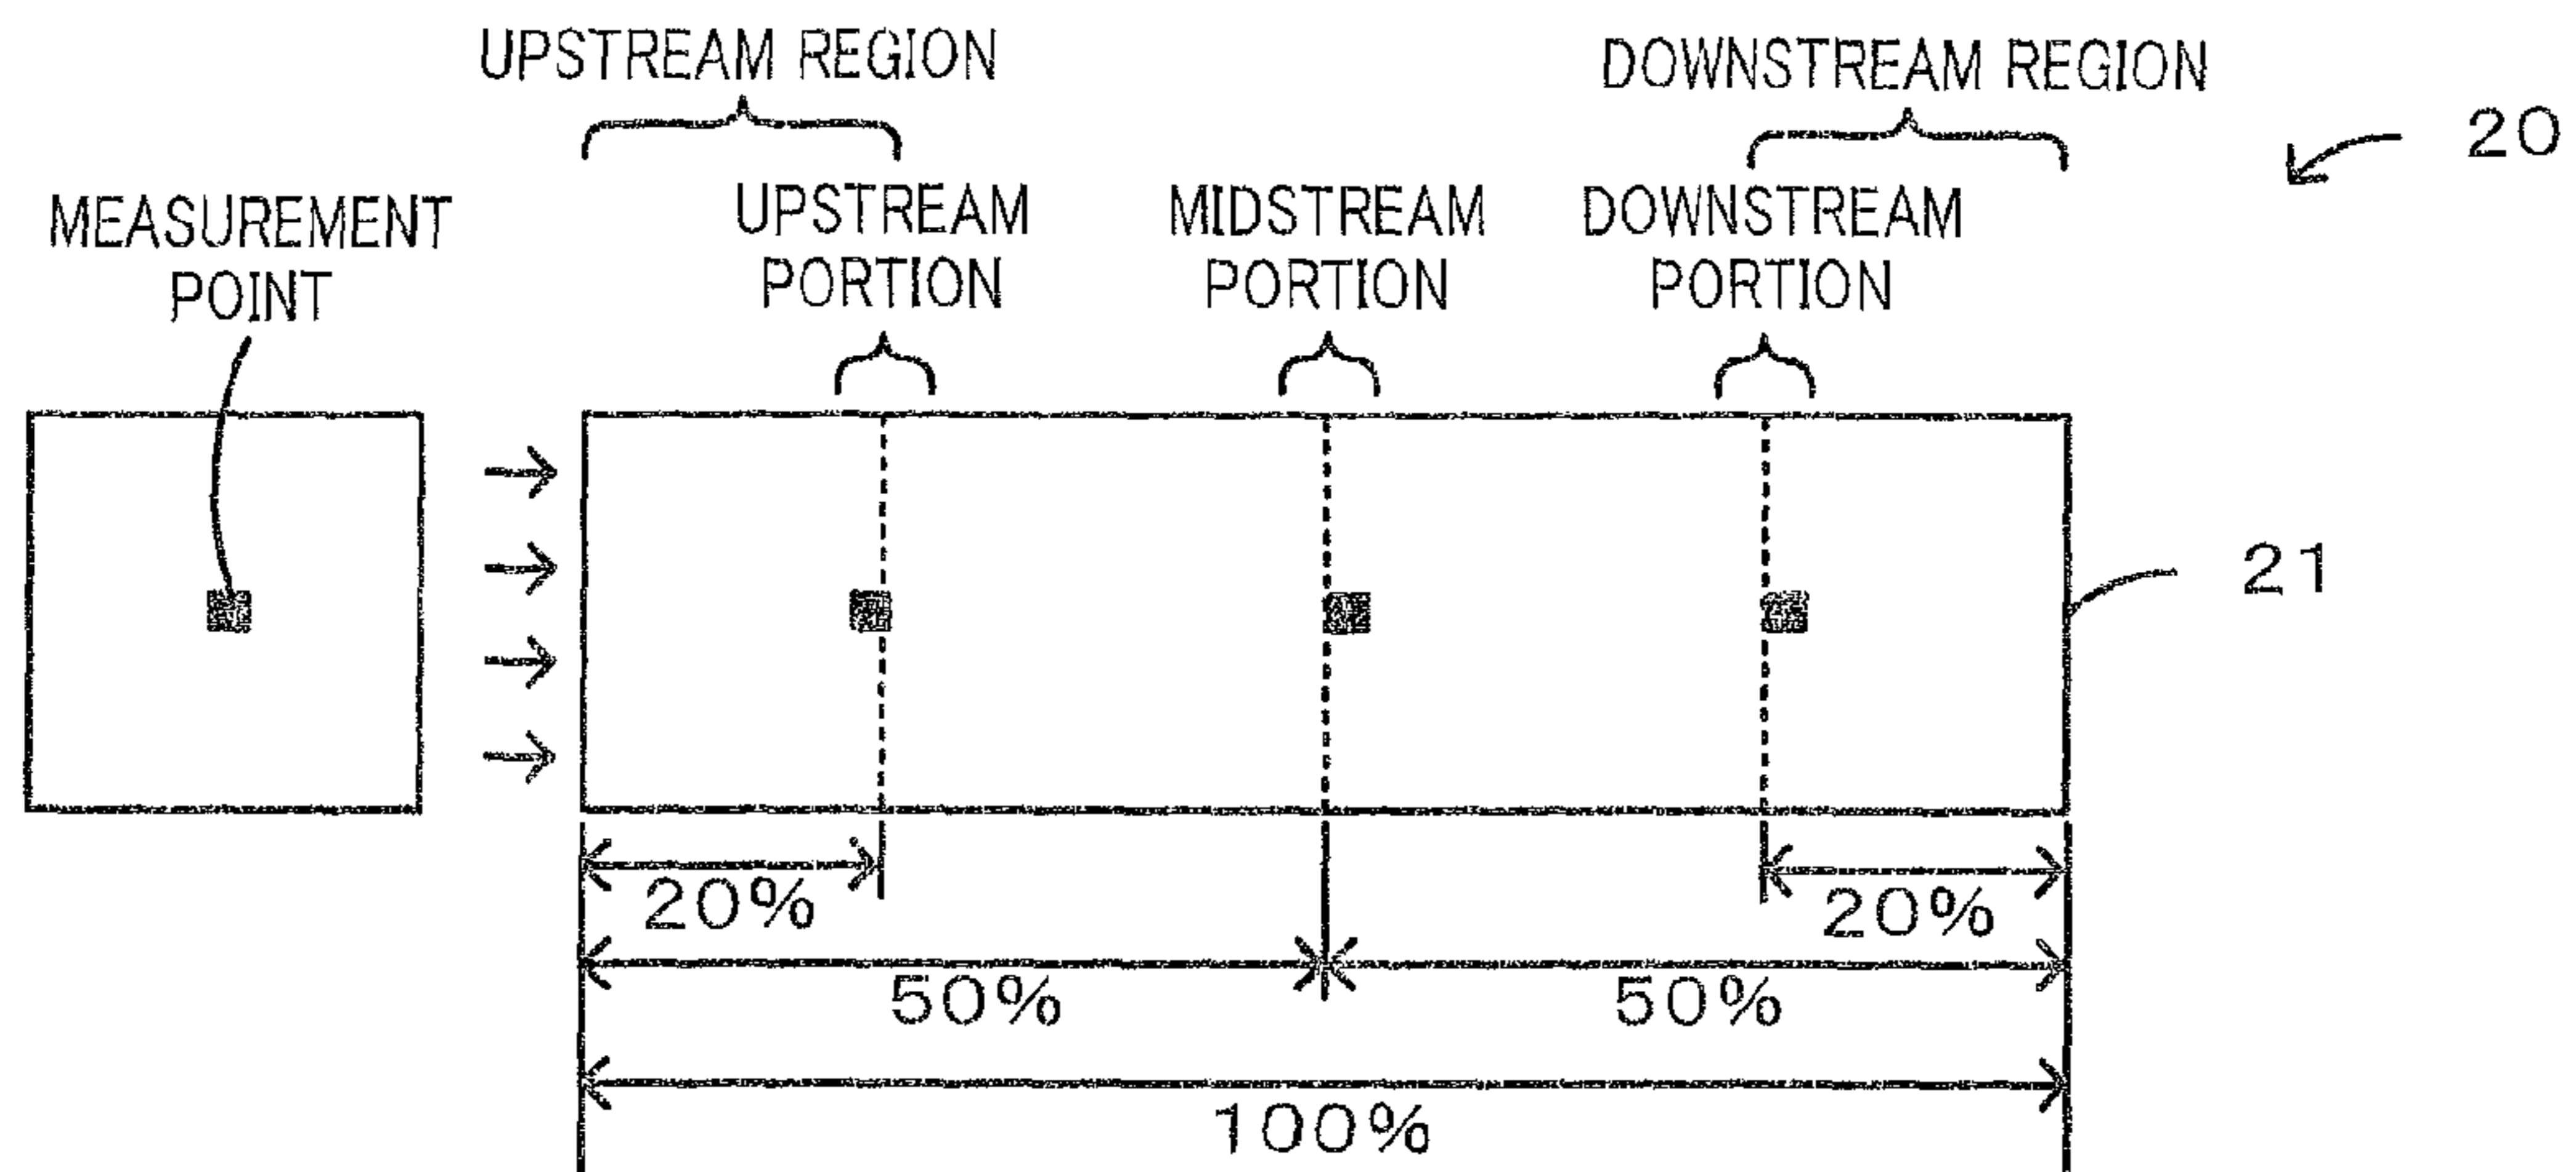 UPSTREAM REGION
DOWNSTREAM REGION
20
MEASUREMENT
POINT
UPSTREAM
PORTION
MIDSTREAM
PORTION
DOWNSTREAM
PORTION
21
20%
20%
50%
50%
100%